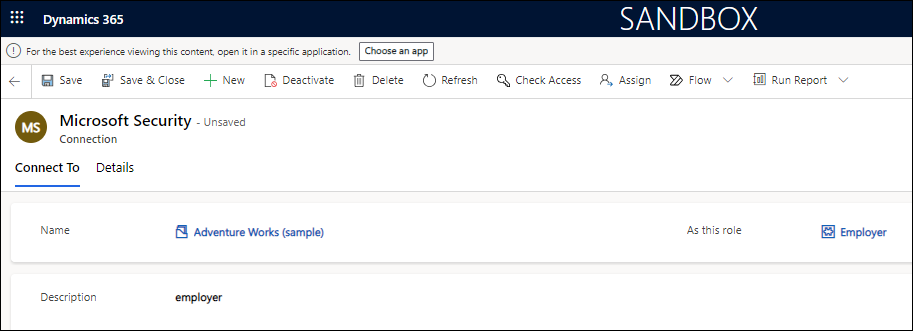 Dynamics 365 SANDBOX
For the best experience viewing this content, open it in a specific application. Choose an app
Save Save & Close New Deactivate Delete Refresh Check Access Assign Flow Run Report
MS Microsoft Security - Unsaved
Connection
Connect To Details
Name Adventure Works (sample) As this role Employer
Description employer